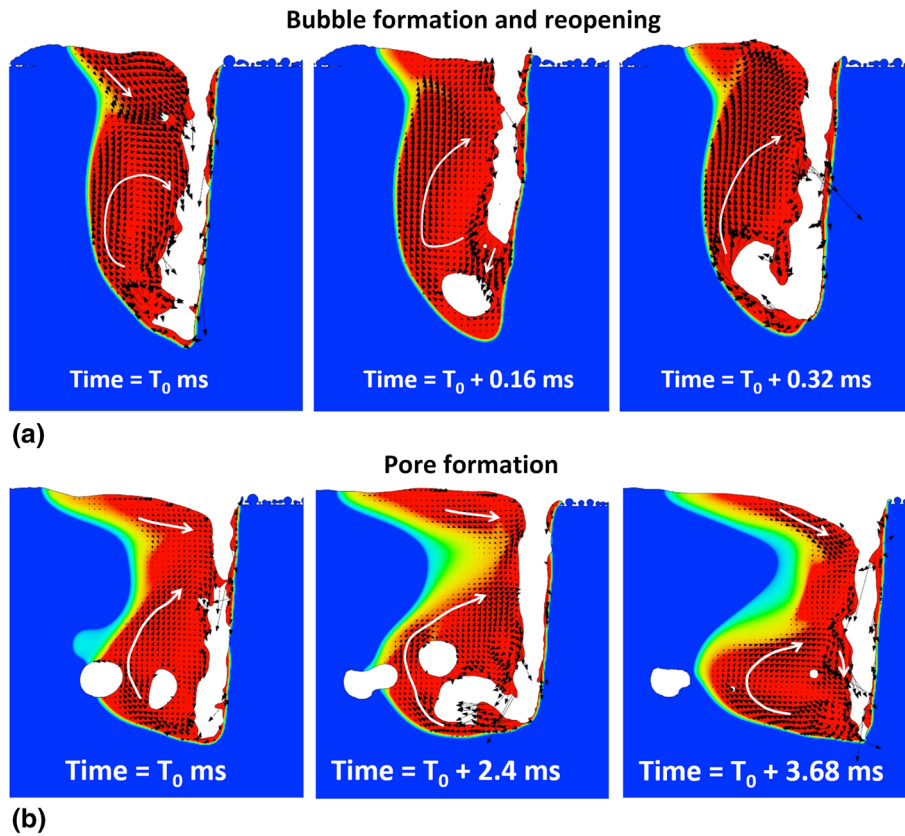 Bubble formation and reopening
Time = T₀ ms
Time = T₀ + 0.16 ms
Time = T₀ + 0.32 ms
(a)
Pore formation
Time = T₀ ms
Time = T₀ + 2.4 ms
Time = T₀ + 3.68 ms
(b)